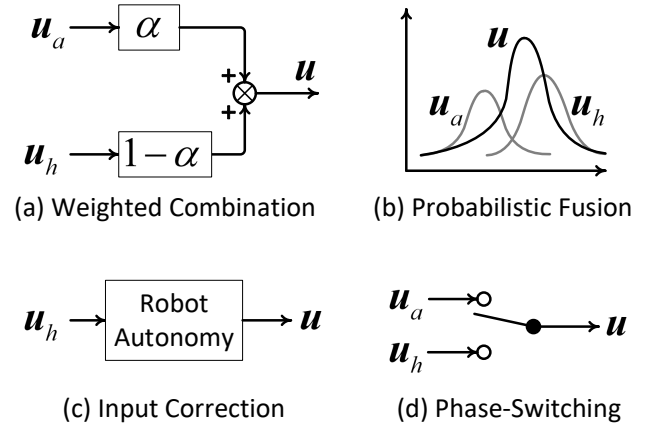 u_a α
+
+
u
u_h 1 − α
(a) Weighted Combination
u
u_a u_h
(b) Probabilistic Fusion
u_h Robot Autonomy u
(c) Input Correction
u_a
u
u_h
(d) Phase-Switching